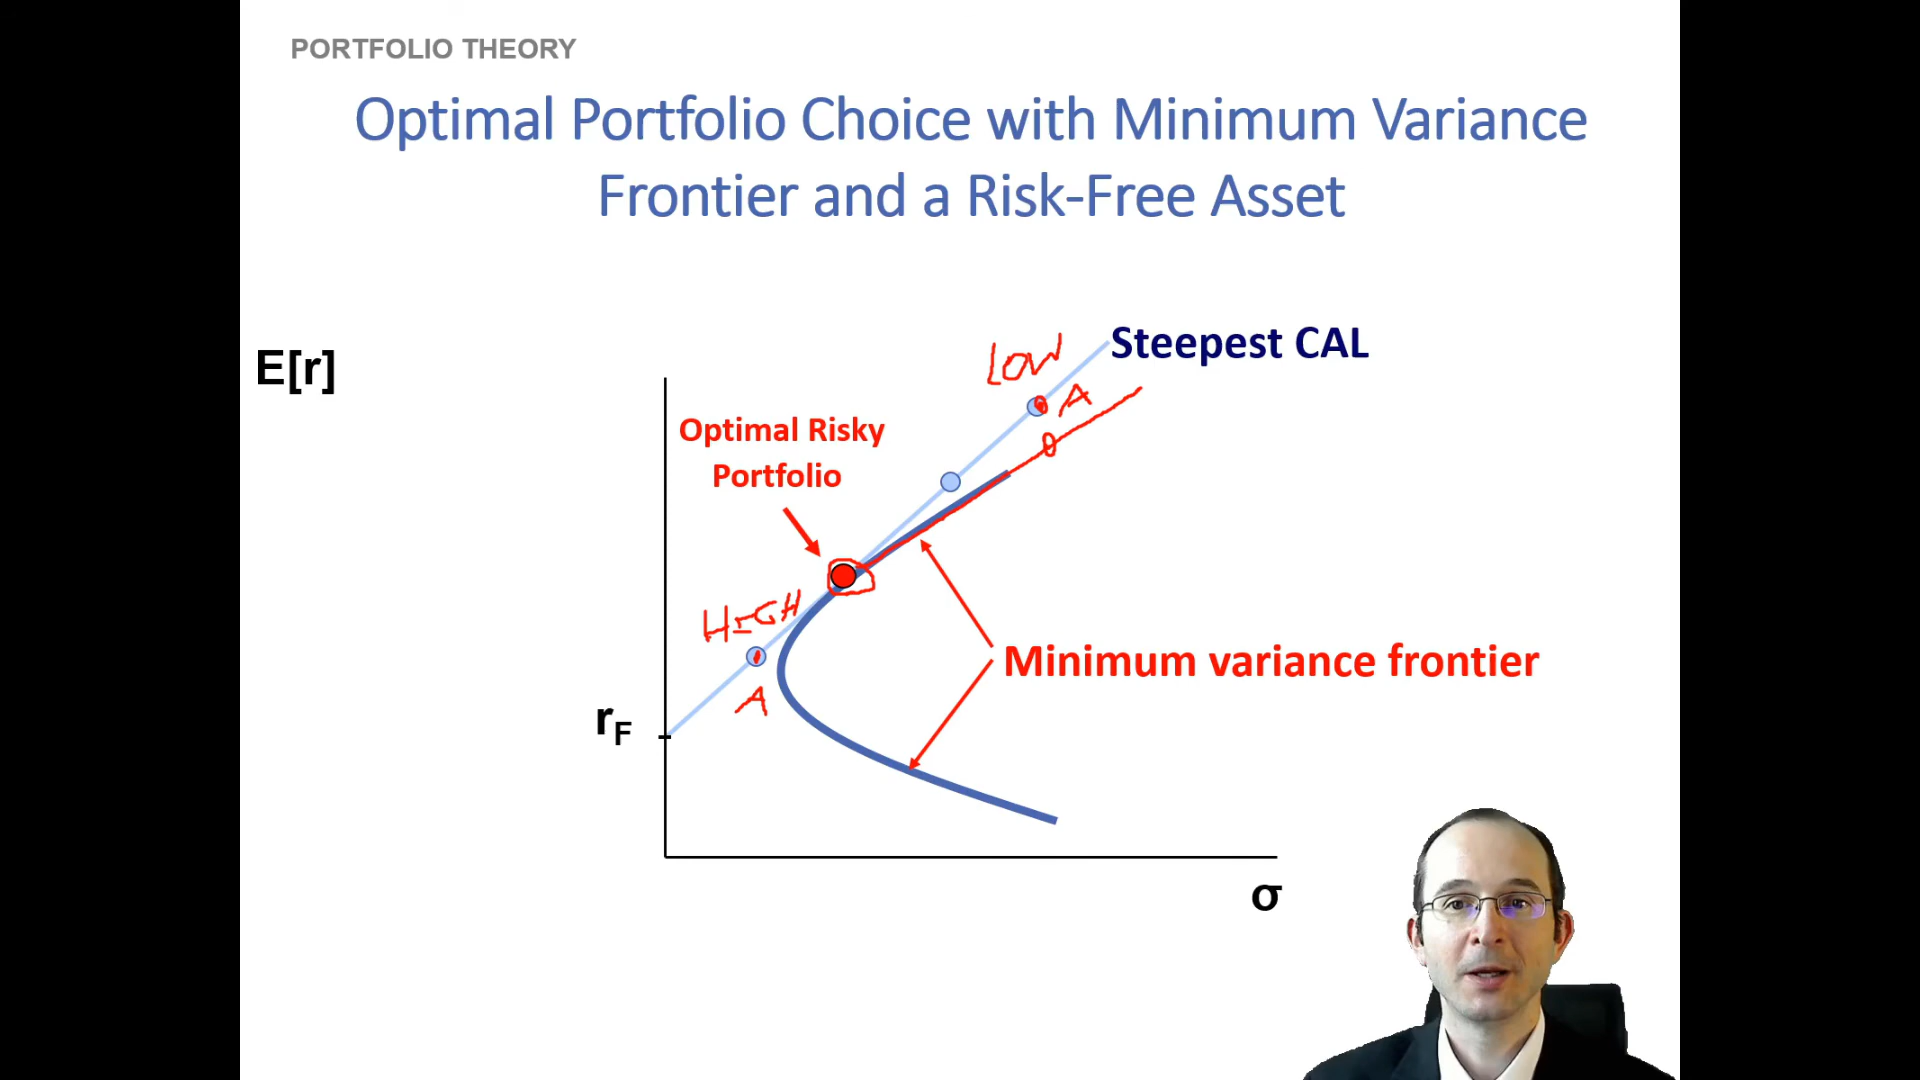 PORTFOLIO THEORY
Optimal Portfolio Choice with Minimum Variance
Frontier and a Risk-Free Asset
E[r]
Steepest CAL
LOW
A
Optimal Risky
Portfolio
HIGH
A
Minimum variance frontier
rF
σ